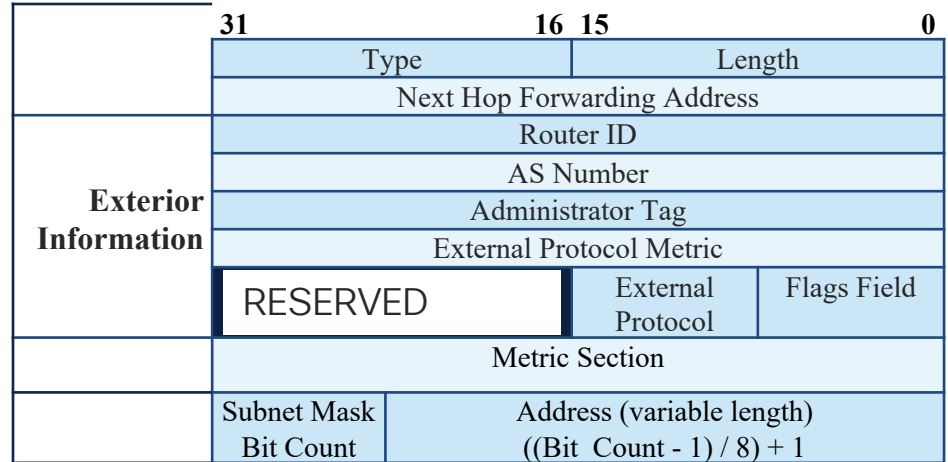 31 16 15 0
Type Length
Next Hop Forwarding Address
Router ID
AS Number
Administrator Tag
External Protocol Metric
Exterior
Information
RESERVED
External
Protocol
Flags Field
Metric Section
Subnet Mask
Bit Count
Address (variable length)
((Bit Count - 1) / 8) + 1